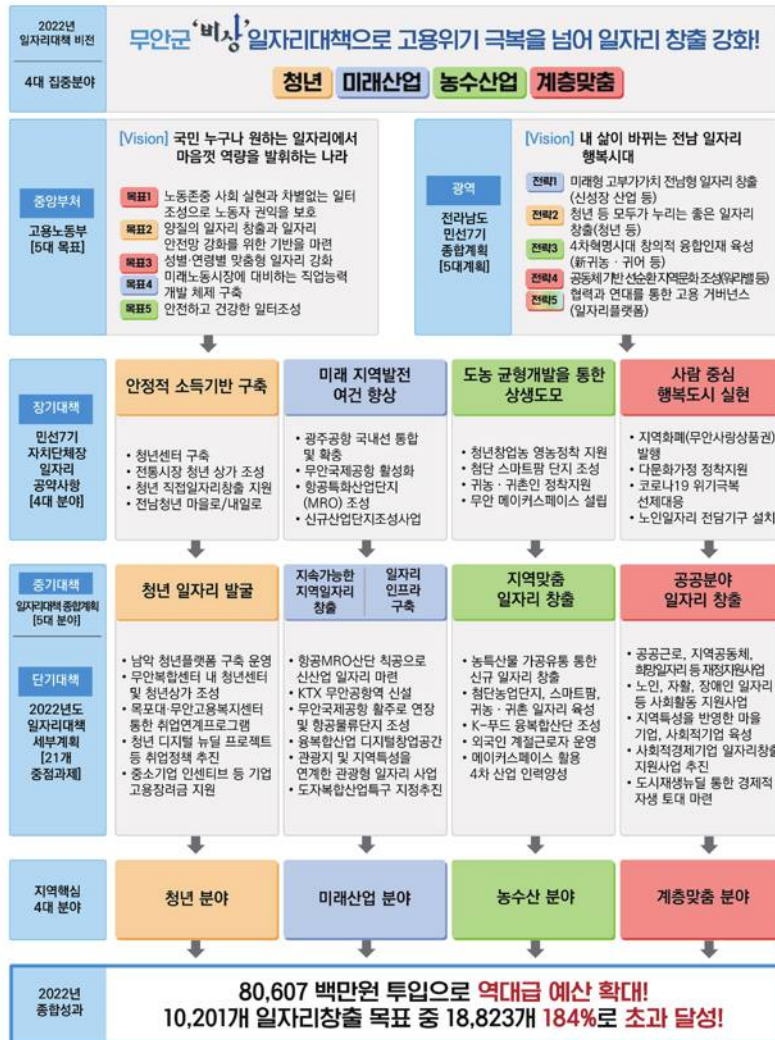 2022년
일자리대책 비전
무안군 '비상' 일자리대책으로 고용위기 극복을 넘어 일자리 창출 강화!
4대 집중분야
청년 미래산업 농수산업 계층맞춤
중앙부처
고용노동부
[5대 목표]
[Vision] 국민 누구나 원하는 일자리에서
마음껏 역량을 발휘하는 나라
목표1 노동존중 사회 실현과 차별없는 일터
조성으로 노동자 권익을 보호
목표2 양질의 일자리 창출과 일자리
안전망 강화를 위한 기반을 마련
목표3 성별·연령별 맞춤형 일자리 강화
목표4 미래노동시장에 대비하는 직업능력
개발 체제 구축
목표5 안전하고 건강한 일터조성
광역
전라남도
민선7기
종합계획
[5대계획]
[Vision] 내 삶이 바뀌는 전남 일자리
행복시대
전략1 미래형 고부가가치 전남형 일자리 창출
(신성장 산업 등)
전략2 청년 등 모두가 누리는 좋은 일자리
창출(청년 등)
전략3 4차혁명시대 창의적 융합인재 육성
(新귀농·귀어 등)
전략4 공동체 기반 선순환 지역문화 조성(워라밸 등)
전략5 협력과 연대를 통한 고용 거버넌스
(일자리플랫폼)
장기대책
민선7기
자치단체장
일자리
공약사항
[4대 분야]
안정적 소득기반 구축
• 청년센터 구축
• 전통시장 청년 상가 조성
• 청년 직접일자리창출 지원
• 전남청년 마을로/내일로
미래 지역발전
여건 향상
• 광주공항 국내선 통합
및 확충
• 무안국제공항 활성화
• 항공특화산업단지
(MRO) 조성
• 신규산업단지조성사업
도농 균형개발을 통한
상생도모
• 청년창업농 영농정착 지원
• 첨단 스마트팜 단지 조성
• 귀농·귀촌인 정착지원
• 무안 메이커스페이스 설립
사람 중심
행복도시 실현
• 지역화폐(무안사랑상품권)
발행
• 다문화가정 정착지원
• 코로나19 위기극복
선제대응
• 노인일자리 전담기구 설치
중기대책
일자리대책 종합계획
[5대 분야]
단기대책
2022년도
일자리대책
세부계획
[21개
중점과제]
청년 일자리 발굴
• 남악 청년플랫폼 구축 운영
• 무안복합센터 내 청년센터
및 청년상가 조성
• 목포대·무안고용복지센터
통한 취업연계프로그램
• 청년 디지털 뉴딜 프로젝트
등 취업정책 추진
• 중소기업 인센티브 등 기업
고용장려금 지원
지속가능한
지역일자리
창출
일자리
인프라
구축
• 항공MRO산단 착공으로
신산업 일자리 마련
• KTX 무안공항역 신설
• 무안국제공항 활주로 연장
및 항공물류단지 조성
• 융복합산업 디지털창업공간
• 관광지 및 지역특성을
연계한 관광형 일자리 사업
• 도자복합산업특구 지정추진
지역맞춤
일자리 창출
• 농특산물 가공유통 통한
신규 일자리 창출
• 첨단농업단지, 스마트팜,
귀농·귀촌 일자리 육성
• K-푸드 융복합산단 조성
• 외국인 계절근로자 운영
• 메이커스페이스 활용
4차 산업 인력양성
공공분야
일자리 창출
• 공공근로, 지역공동체,
희망일자리 등 재정지원사업
• 노인, 자활, 장애인 일자리
등 사회활동 지원사업
• 지역특성을 반영한 마을
기업, 사회적기업 육성
• 사회적경제기업 일자리창출
지원사업 추진
• 도시재생뉴딜 통한 경제적
자생 토대 마련
지역핵심
4대 분야
청년 분야
미래산업 분야
농수산 분야
계층맞춤 분야
2022년
종합성과
80,607 백만원 투입으로 역대급 예산 확대!
10,201개 일자리창출 목표 중 18,823개 184%로 초과 달성!